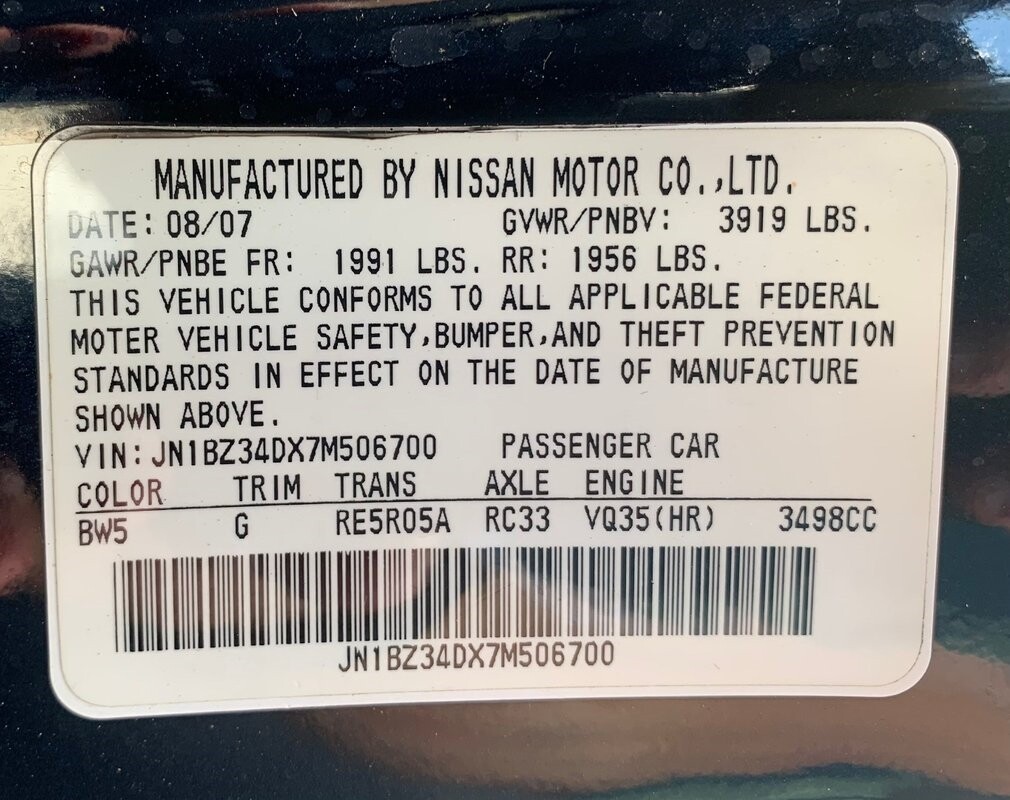 MANUFACTURED BY NISSAN MOTOR CO.,LTD.
DATE: 08/07 GVWR/PNBV: 3919 LBS.
GAWR/PNBE FR: 1991 LBS. RR: 1956 LBS.
THIS VEHICLE CONFORMS TO ALL APPLICABLE FEDERAL
MOTER VEHICLE SAFETY,BUMPER,AND THEFT PREVENTION
STANDARDS IN EFFECT ON THE DATE OF MANUFACTURE
SHOWN ABOVE.
VIN: JN1BZ34DX7M506700 PASSENGER CAR
COLOR TRIM TRANS AXLE ENGINE
BW5 G RE5R05A RC33 VQ35(HR) 3498CC
JN1BZ34DX7M506700